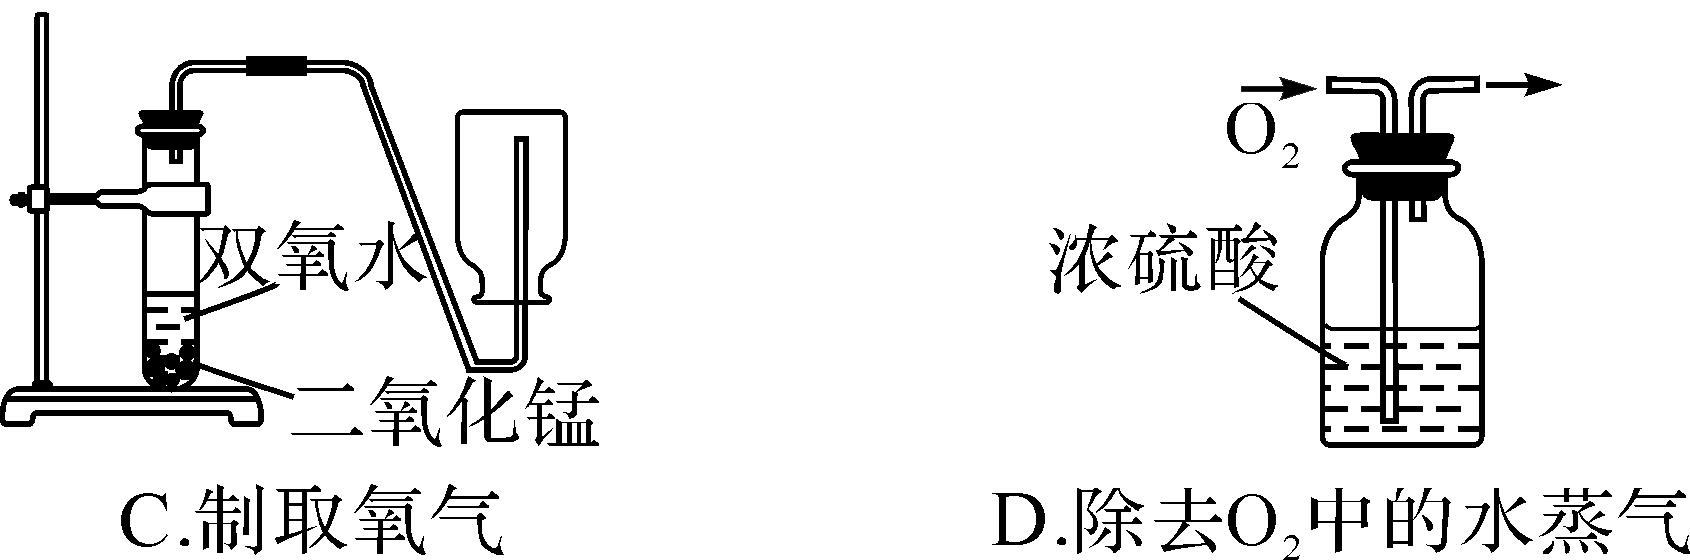 双氧水
二氧化锰
C.制取氧气
O₂
浓硫酸
D.除去O₂中的水蒸气